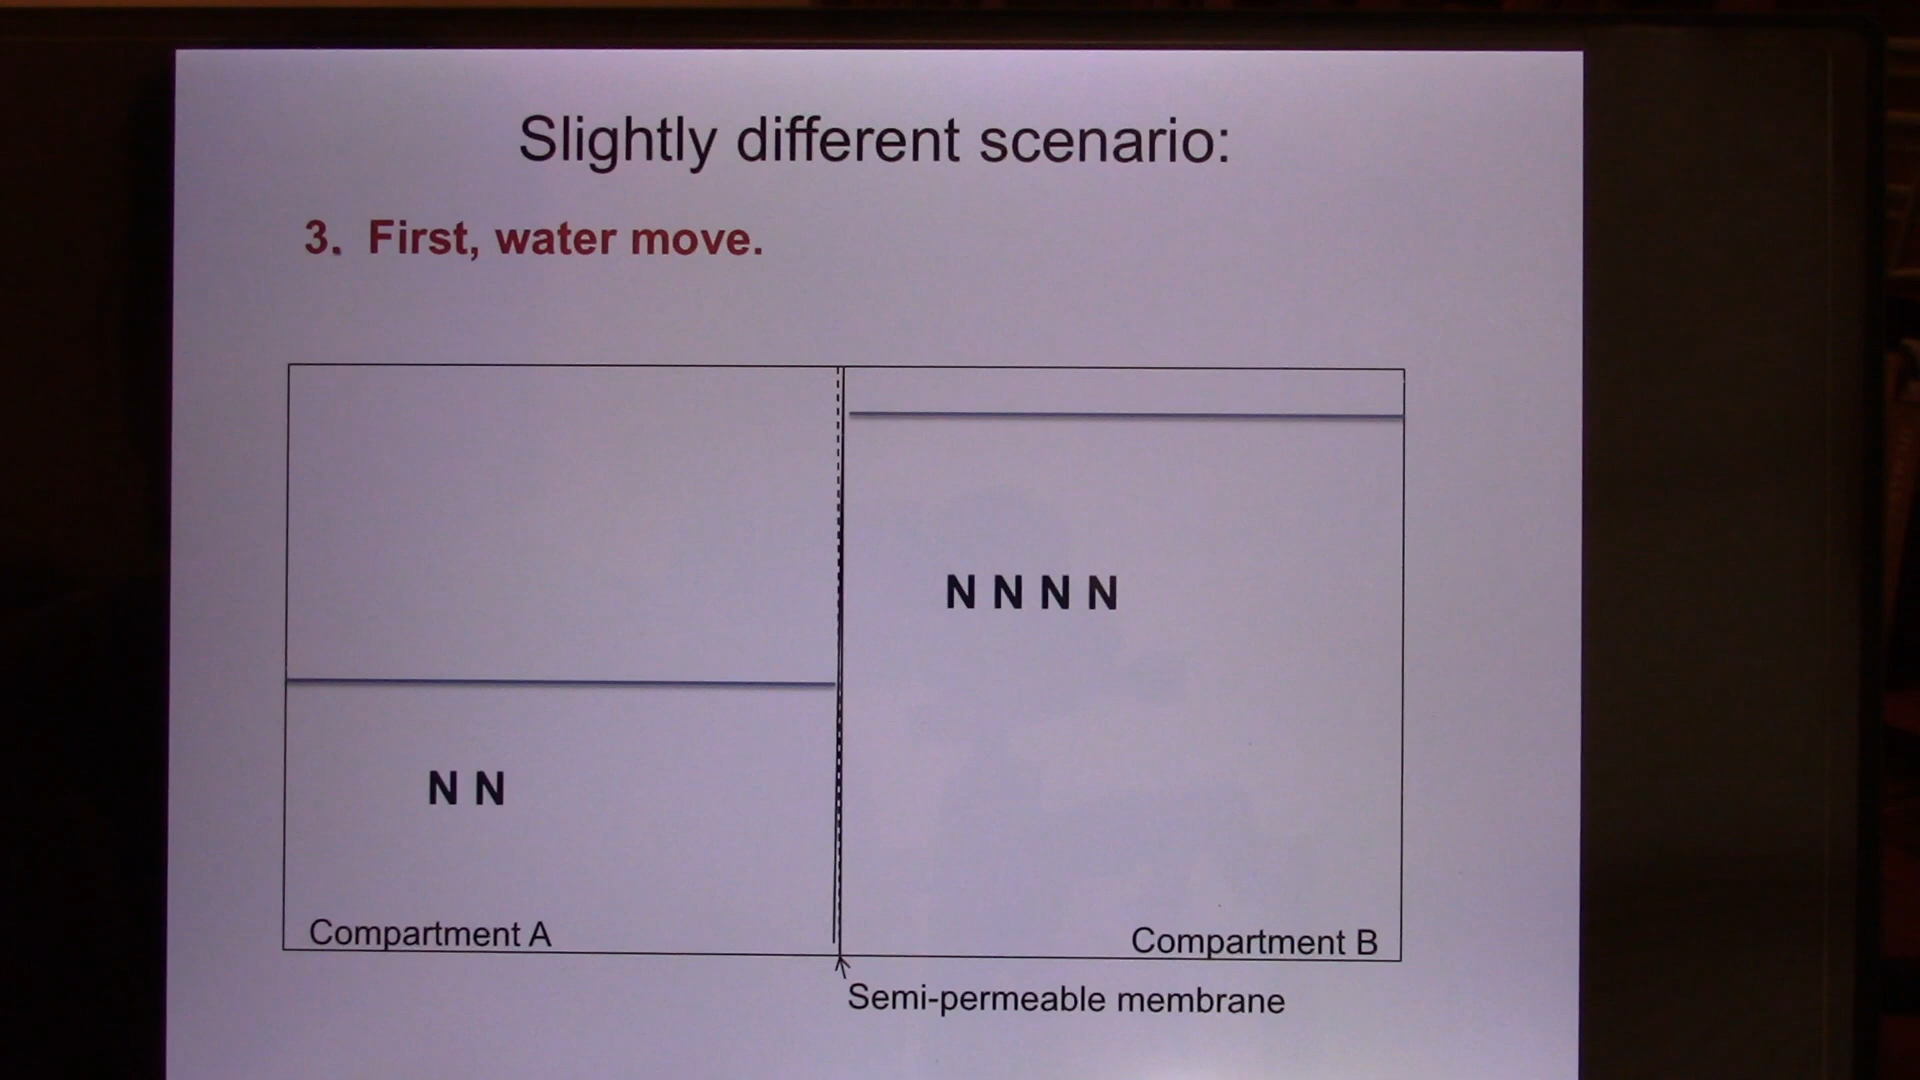 Slightly different scenario:
3. First, water move.
N N N N
N N
Compartment A
Compartment B
Semi-permeable membrane